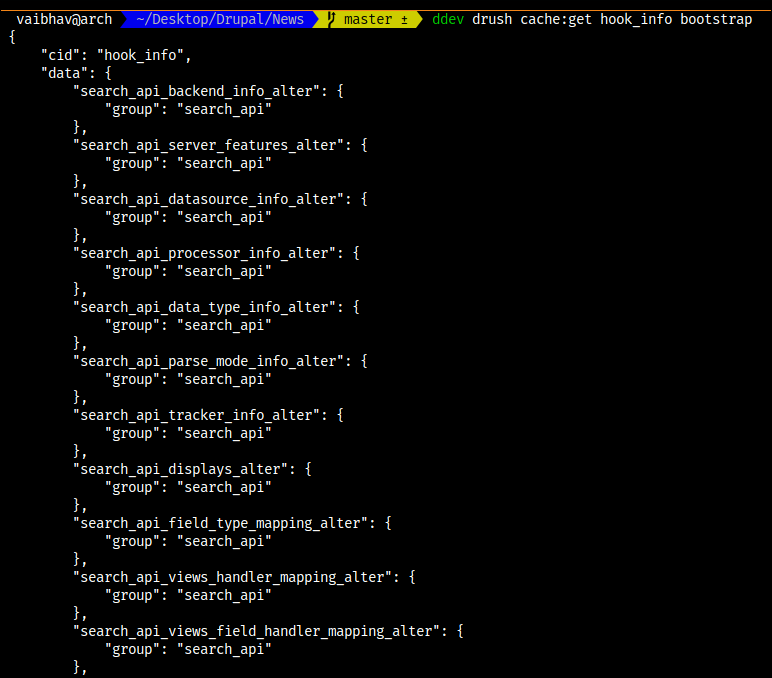 vaibhav@arch ~/Desktop/Drupal/News master ± ddev drush cache:get hook_info bootstrap
{
    "cid": "hook_info",
    "data": {
        "search_api_backend_info_alter": {
            "group": "search_api"
        },
        "search_api_server_features_alter": {
            "group": "search_api"
        },
        "search_api_datasource_info_alter": {
            "group": "search_api"
        },
        "search_api_processor_info_alter": {
            "group": "search_api"
        },
        "search_api_data_type_info_alter": {
            "group": "search_api"
        },
        "search_api_parse_mode_info_alter": {
            "group": "search_api"
        },
        "search_api_tracker_info_alter": {
            "group": "search_api"
        },
        "search_api_displays_alter": {
            "group": "search_api"
        },
        "search_api_field_type_mapping_alter": {
            "group": "search_api"
        },
        "search_api_views_handler_mapping_alter": {
            "group": "search_api"
        },
        "search_api_views_field_handler_mapping_alter": {
            "group": "search_api"
        },